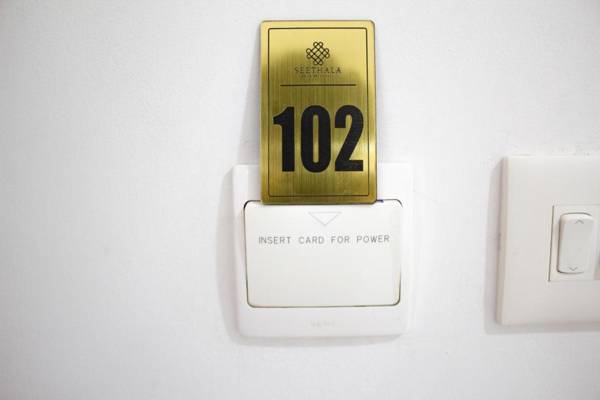 SEETHALA
102
INSERT CARD FOR POWER